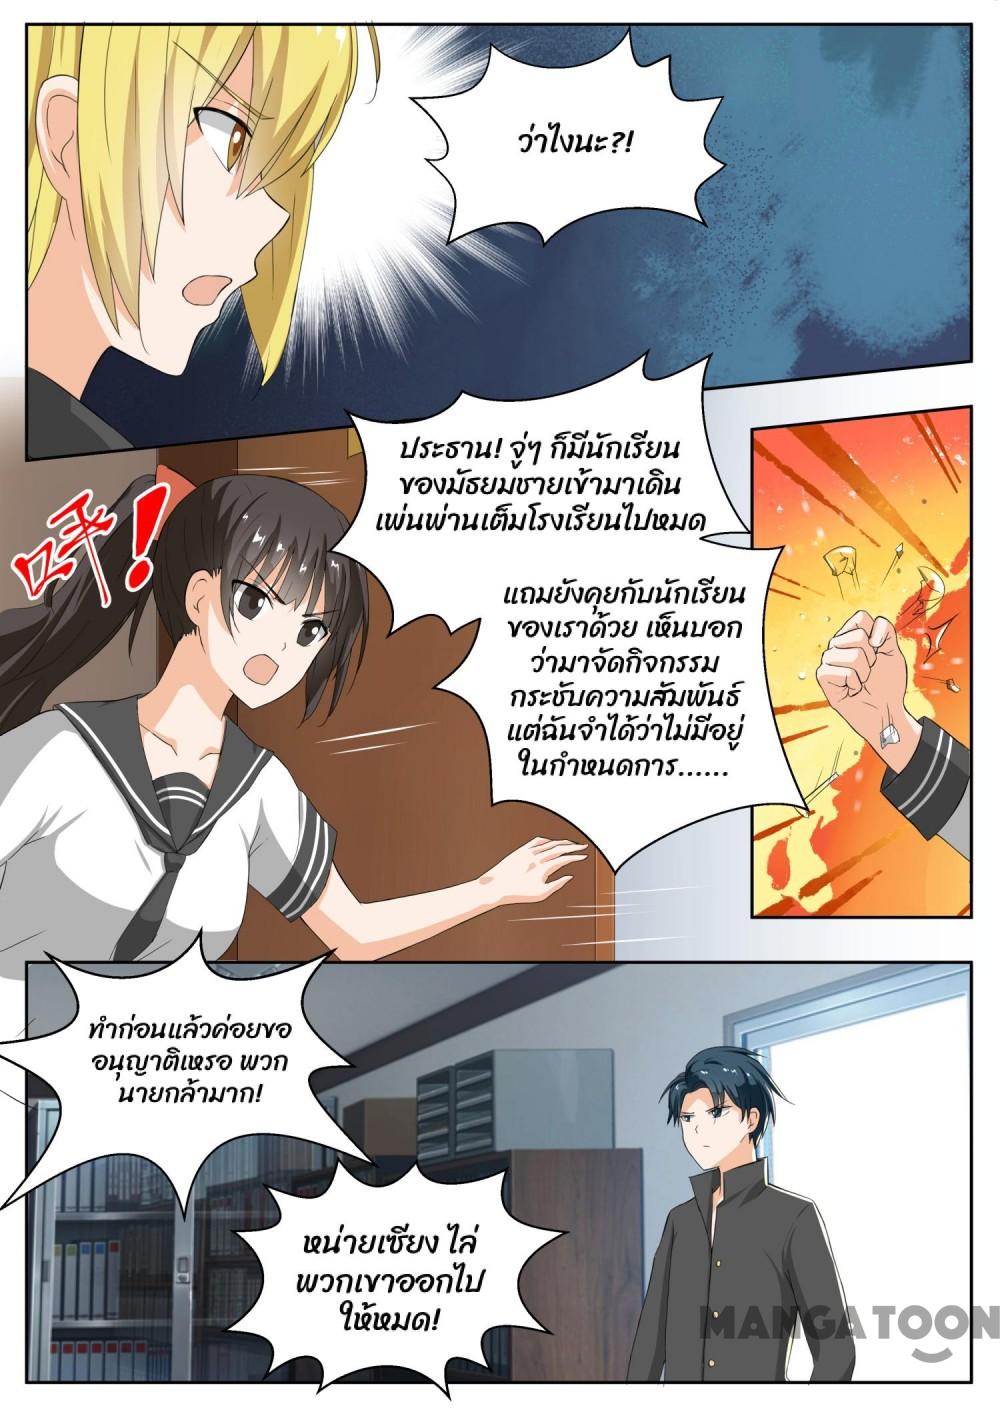 ว่าไงนะ?!
ประธาน! จู่ๆ ก็มีนักเรียน
ของมัธยมชายเข้ามาเดิน
เพ่นพ่านเต็มโรงเรียนไปหมด
แถมยังคุยกับนักเรียน
ของเราด้วย เห็นบอก
ว่ามาจัดกิจกรรม
กระชับความสัมพันธ์
แต่ฉันจำได้ว่าไม่มีอยู่
ในกำหนดการ......
呯!
ทำก่อนแล้วค่อยขอ
อนุญาติเหรอ พวก
นายกล้ามาก!
หน่ายเซียง ไล่
พวกเขาออกไป
ให้หมด!
MANGATOON